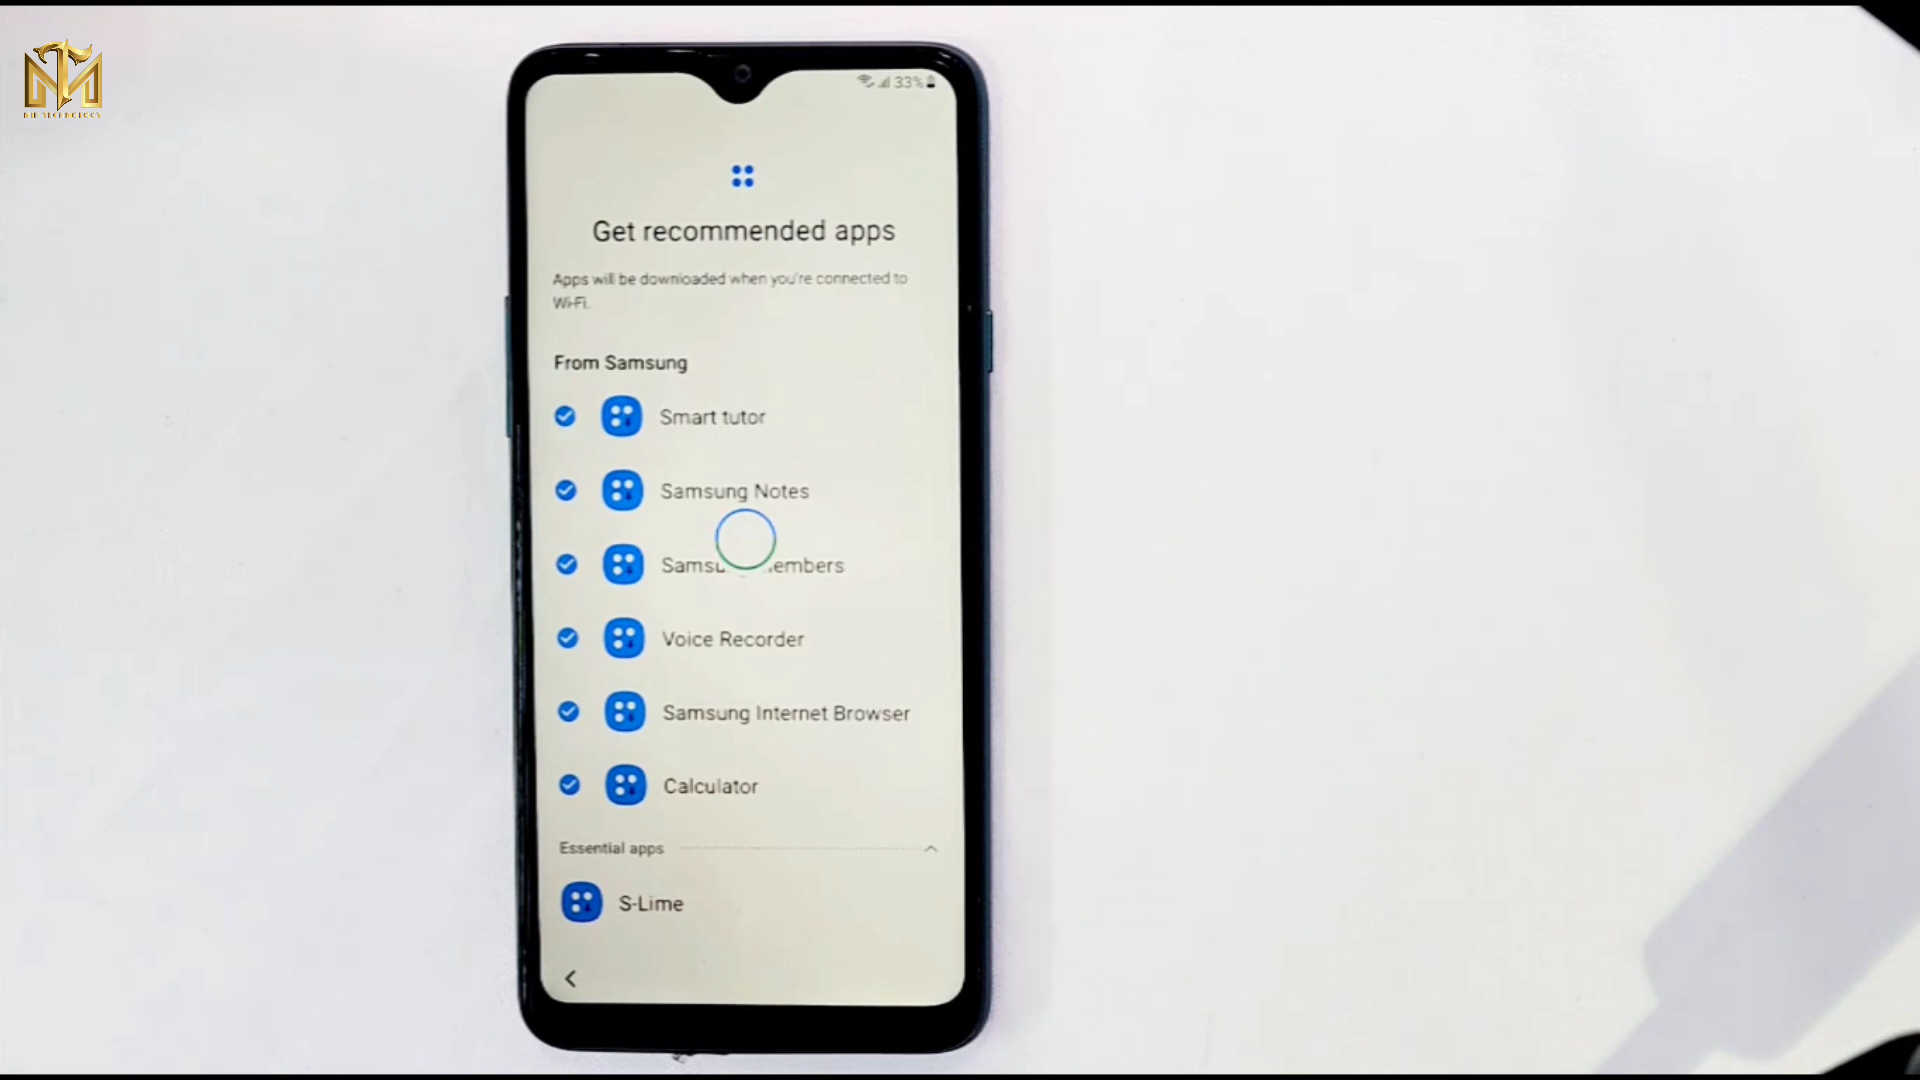 33%
Get recommended apps
Apps will be downloaded when you're connected to
Wi-Fi.
From Samsung
Smart tutor
Samsung Notes
Voice Recorder
Samsung Internet Browser
Calculator
Essential apps
S-Lime